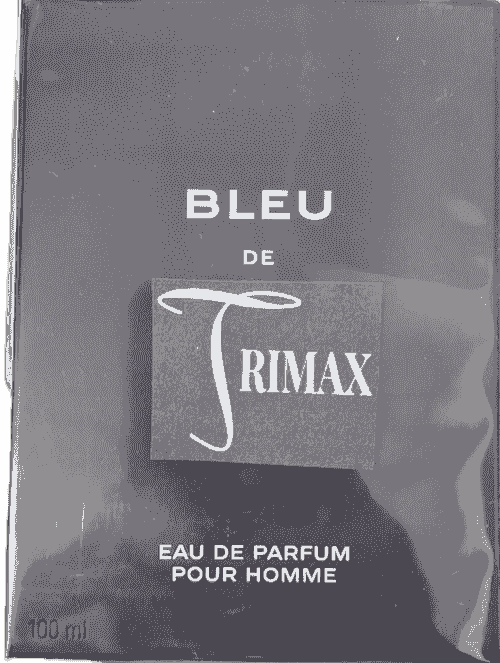 BLEU
DE
TRIMAX
EAU DE PARFUM
POUR HOMME
100 ml